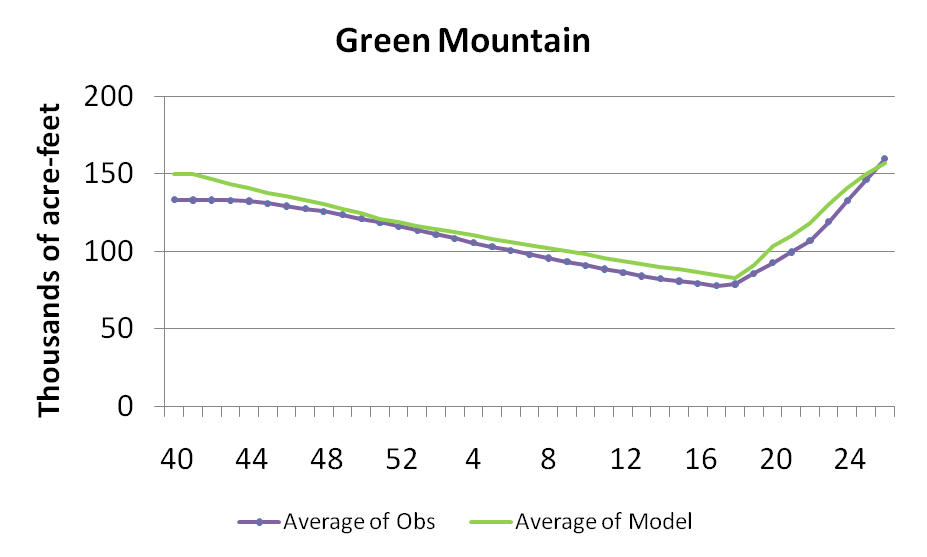 Green Mountain
Thousands of acre-feet
200
150
100
50
0
40 44 48 52 4 8 12 16 20 24
Average of Obs Average of Model